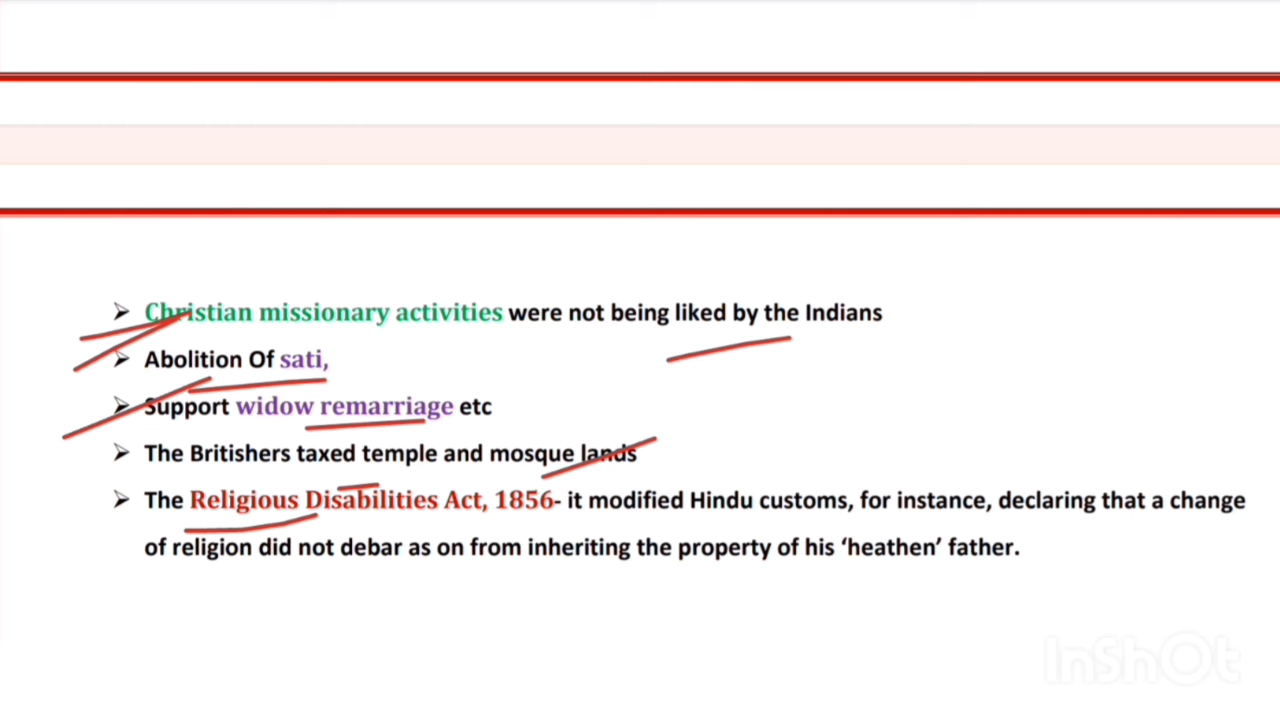 ➢ Christian missionary activities were not being liked by the Indians
➢ Abolition Of sati,
➢ Support widow remarriage etc
➢ The Britishers taxed temple and mosque lands
➢ The Religious Disabilities Act, 1856- it modified Hindu customs, for instance, declaring that a change
of religion did not debar as on from inheriting the property of his ‘heathen’ father.
InShOt